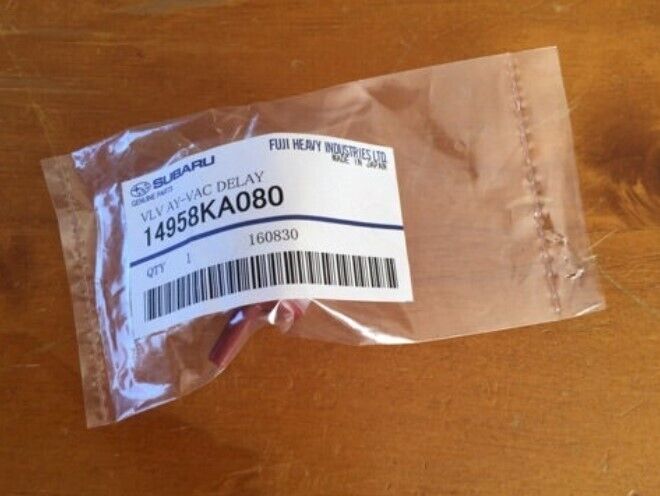 SUBARU
GENUINE PARTS
FUJI HEAVY INDUSTRIES LTD.
MADE IN JAPAN
VLV AY-VAC DELAY
14958KA080
160830
QTY 1